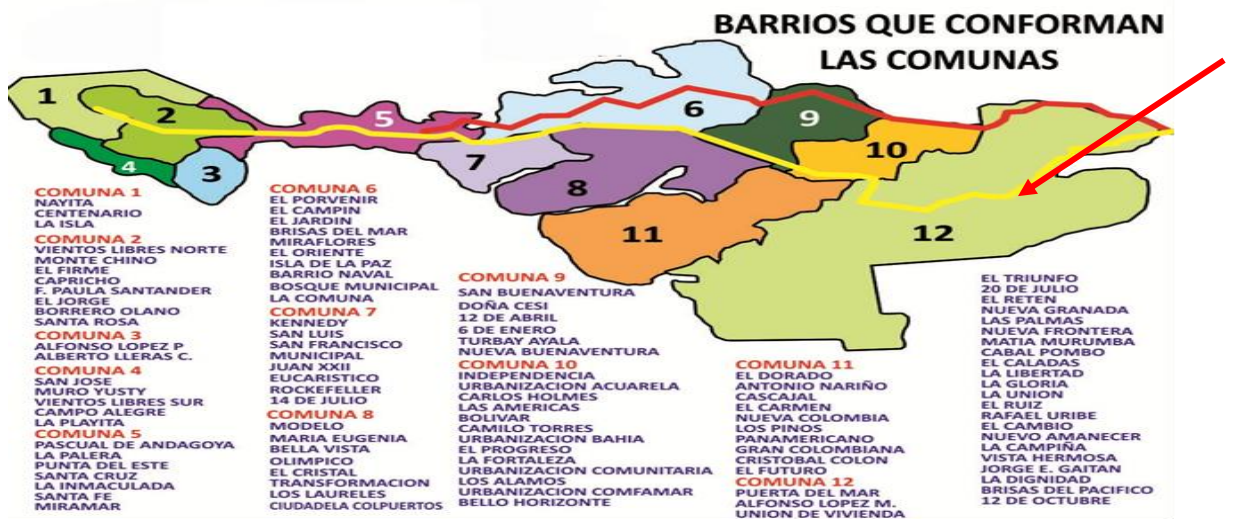 BARRIOS QUE CONFORMAN
LAS COMUNAS
1
2
3
4
5
6
7
8
9
10
11
12
COMUNA 1
NAYITA
CENTENARIO
LA ISLA
COMUNA 2
VIENTOS LIBRES NORTE
MONTE CHINO
EL FIRME
CAPRICHO
F. PAULA SANTANDER
EL JORGE
BORRERO OLANO
SANTA ROSA
COMUNA 3
ALFONSO LOPEZ P
ALBERTO LLERAS C.
COMUNA 4
SAN JOSE
MURO YUSTY
VIENTOS LIBRES SUR
CAMPO ALEGRE
LA PLAYITA
COMUNA 5
PASCUAL DE ANDAGOYA
LA PALERA
PUNTA DEL ESTE
SANTA CRUZ
LA INMACULADA
SANTA FE
MIRAMAR
COMUNA 6
EL PORVENIR
EL CAMPIN
EL JARDIN
BRISAS DEL MAR
MIRAFLORES
EL ORIENTE
ISLA DE LA PAZ
BARRIO NAVAL
BOSQUE MUNICIPAL
LA COMUNA
COMUNA 7
KENNEDY
SAN LUIS
SAN FRANCISCO
MUNICIPAL
JUAN XXII
EUCARISTICO
ROCKEFELLER
14 DE JULIO
COMUNA 8
MODELO
MARIA EUGENIA
BELLA VISTA
OLIMPICO
EL CRISTAL
TRANSFORMACION
LOS LAURELES
CIUDADELA COLPUERTOS
COMUNA 9
SAN BUENAVENTURA
DOÑA CESI
12 DE ABRIL
6 DE ENERO
TURBAY AYALA
NUEVA BUENAVENTURA
COMUNA 10
INDEPENDENCIA
URBANIZACION ACUARELA
CARLOS HOLMES
LAS AMERICAS
BOLIVAR
CAMILO TORRES
URBANIZACION BAHIA
EL PROGRESO
LA FORTALEZA
URBANIZACION COMUNITARIA
LOS ALAMOS
URBANIZACION COMFAMAR
BELLO HORIZONTE
COMUNA 11
EL DORADO
ANTONIO NARIÑO
CASCAJAL
EL CARMEN
NUEVA COLOMBIA
LOS PINOS
PANAMERICANO
GRAN COLOMBIANA
CRISTOBAL COLON
EL FUTURO
COMUNA 12
PUERTA DEL MAR
ALFONSO LOPEZ M.
UNION DE VIVIENDA
EL TRIUNFO
20 DE JULIO
EL RETEN
NUEVA GRANADA
LAS PALMAS
NUEVA FRONTERA
MATIA MURUMBA
CABAL POMBO
EL CALADAS
LA LIBERTAD
LA GLORIA
LA UNION
EL RUIZ
RAFAEL URIBE
EL CAMBIO
NUEVO AMANECER
LA CAMPIÑA
VISTA HERMOSA
JORGE E. GAITAN
LA DIGNIDAD
BRISAS DEL PACIFICO
12 DE OCTUBRE